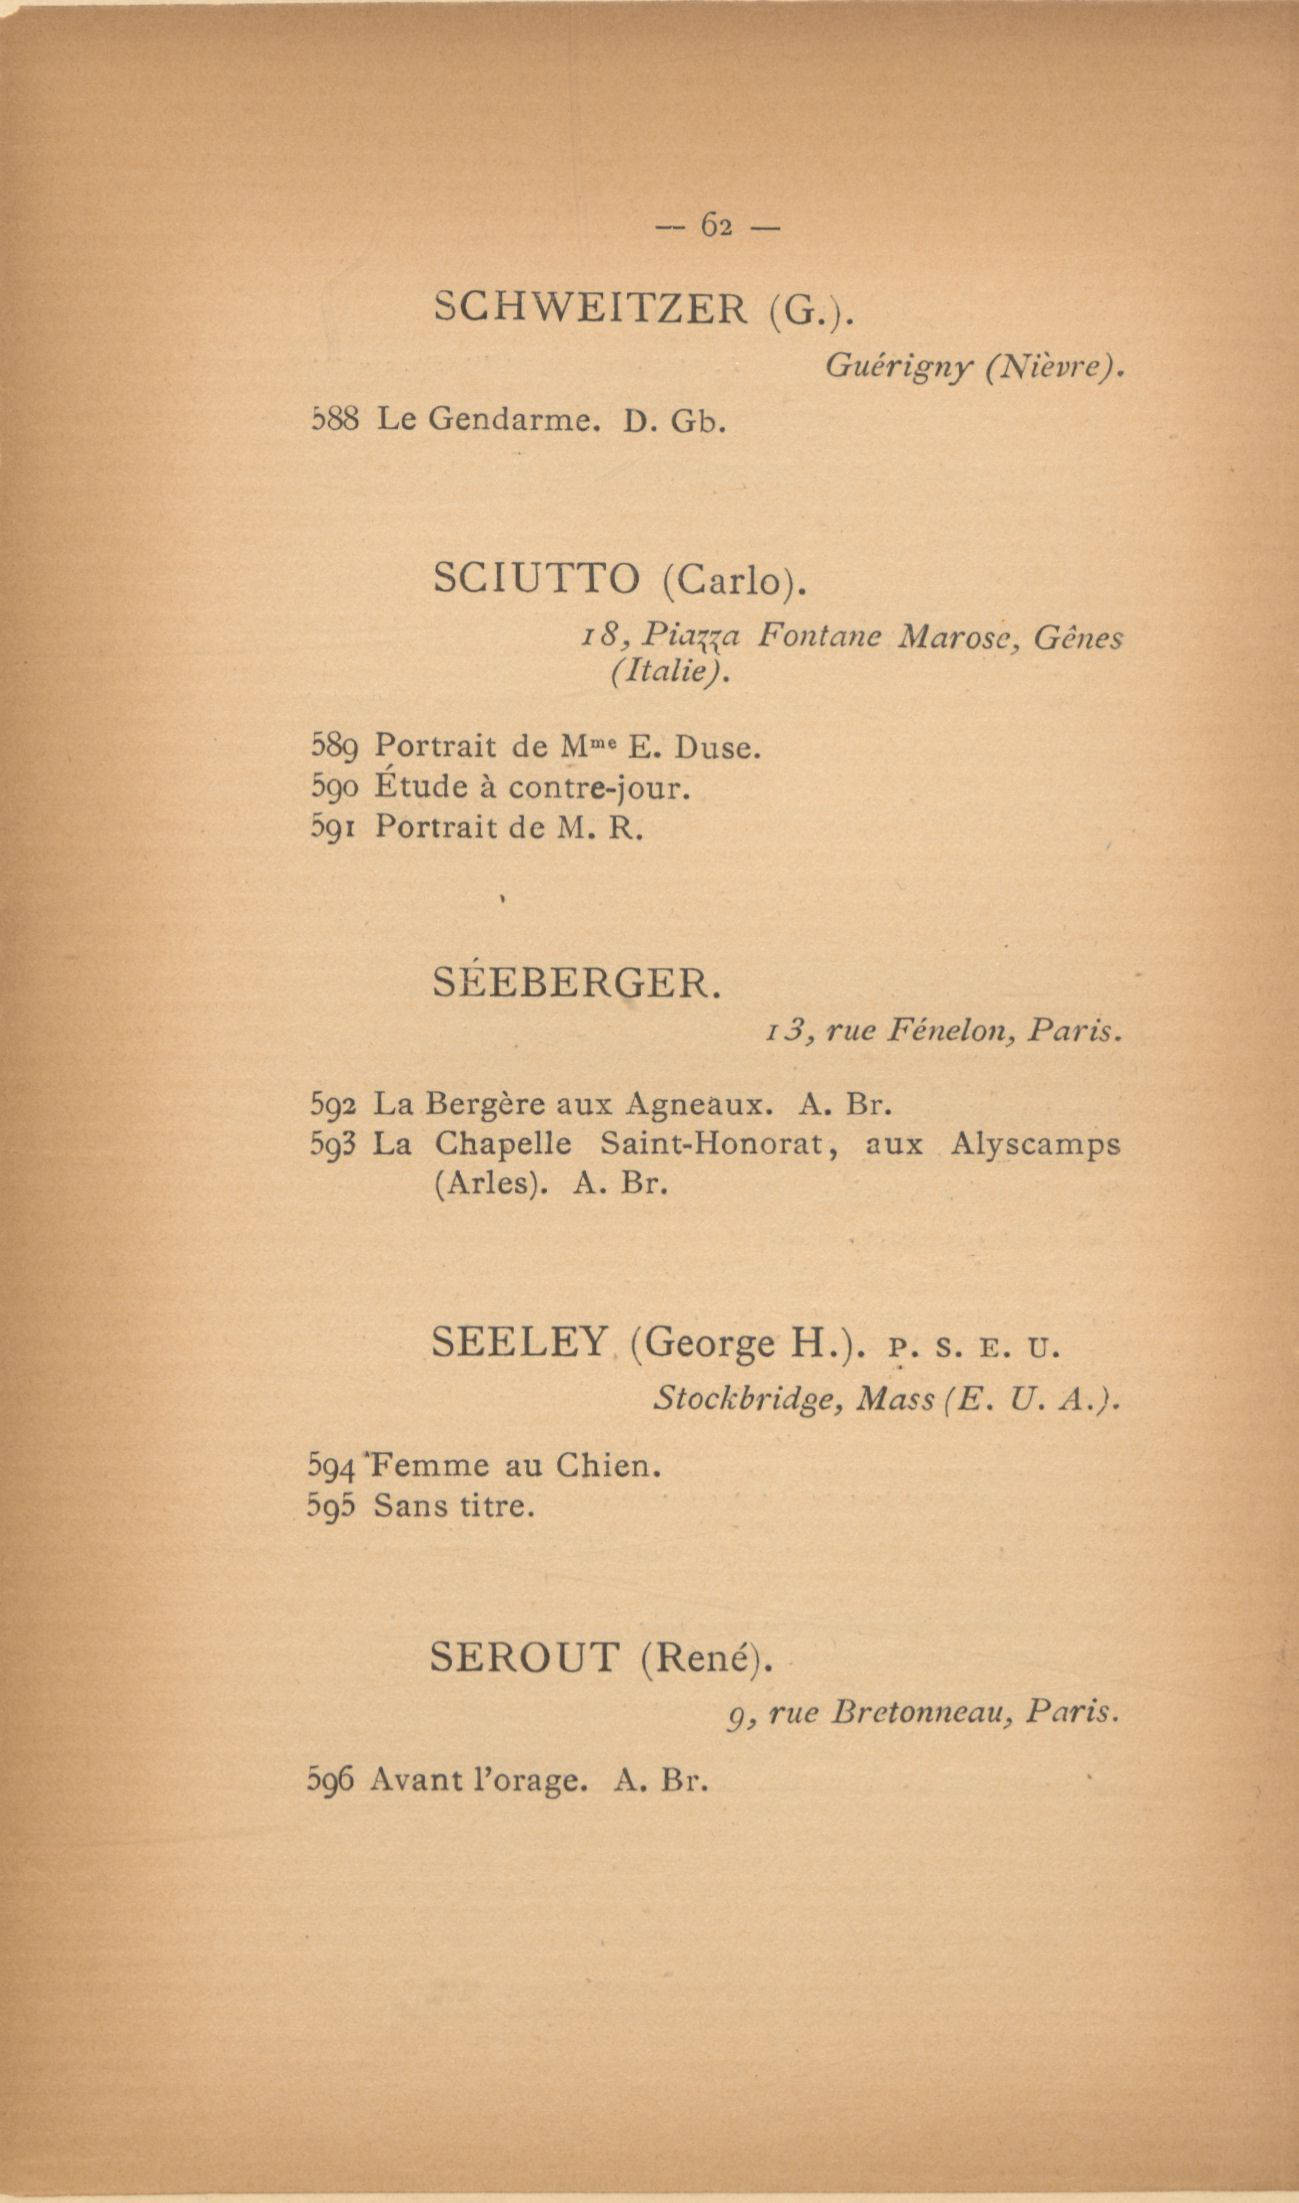 — 62 —
SCHWEITZER (G.).
Guérigny (Nièvre).
588 Le Gendarme. D. Gb.
SCIUTTO (Carlo).
18, Piazza Fontane Marose, Gênes
(Italie).
589 Portrait de Mme E. Duse.
590 Étude à contre-jour.
591 Portrait de M. R.
SÉEBERGER.
13, rue Fénelon, Paris.
592 La Bergère aux Agneaux. A. Br.
593 La Chapelle Saint-Honorat, aux Alyscamps
(Arles). A. Br.
SEELEY (George H.). P. S. E. U.
Stockbridge, Mass (E. U. A.).
594 Femme au Chien.
595 Sans titre.
SEROUT (René).
9, rue Bretonneau, Paris.
596 Avant l'orage. A. Br.